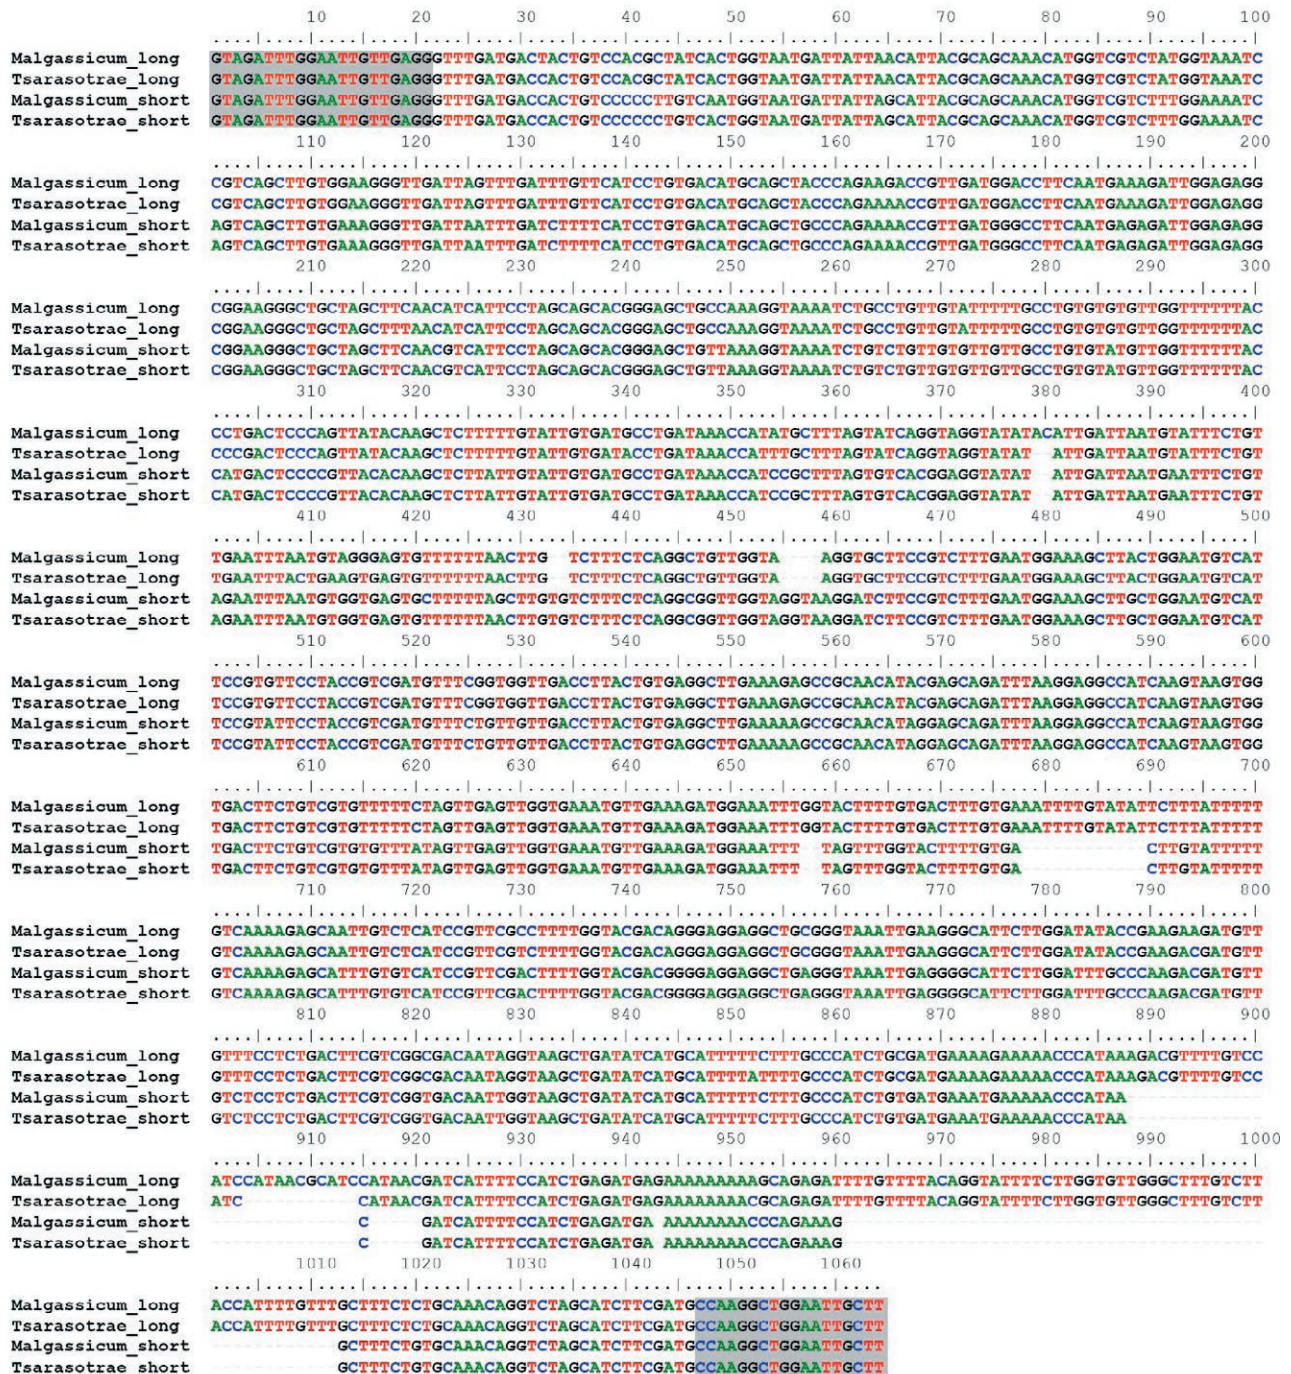 10 20 30 40 50 60 70 80 90 100
Malgassicum_long GTAGATTTGGAATTGTTGAGGGTTTGATGACTACTGTCCACGCTATCACTGGTAATGATTATTAACATTACGCAGCAAACATGGTCGTCTATGGTAAATC
Tsarasotrae_long GTAGATTTGGAATTGTTGAGGGTTTGATGACCACTGTCCACGCTATCACTGGTAATGATTATTAACATTACGCAGCAAACATGGTCGTCTATGGTAAATC
Malgassicum_short GTAGATTTGGAATTGTTGAGGGTTTGATGACCACTGTCCCCCTTGTCAATGGTAATGATTATTAGCATTACGCAGCAAACATGGTCGTCTTTGGAAAATC
Tsarasotrae_short GTAGATTTGGAATTGTTGAGGGTTTGATGACCACTGTCCCCCCTGTCACTGGTAATGATTATTAGCATTACGCAGCAAACATGGTCGTCTTTGGAAAATC
110 120 130 140 150 160 170 180 190 200
Malgassicum_long CGTCAGCTTGTGGAAGGGTTGATTAGTTTGATTTGTTCATCCTGTGACATGCAGCTACCCAGAAGACCGTTGATGGACCTTCAATGAAAGATTGGAGAGG
Tsarasotrae_long CGTCAGCTTGTGGAAGGGTTGATTAGTTTGATTTGTTCATCCTGTGACATGCAGCTACCCAGAAAACCGTTGATGGACCTTCAATGAAAGATTGGAGAGG
Malgassicum_short AGTCAGCTTGTGAAAGGGTTGATTAATTTGATCTTTTCATCCTGTGACATGCAGCTGCCCAGAAAACCGTTGATGGGCCTTCAATGAGAGATTGGAGAGG
Tsarasotrae_short AGTCAGCTTGTGAAAGGGTTGATTAATTTGATCTTTTCATCCTGTGACATGCAGCTGCCCAGAAAACCGTTGATGGGCCTTCAATGAGAGATTGGAGAGG
210 220 230 240 250 260 270 280 290 300
Malgassicum_long CGGAAGGGCTGCTAGCTTCAACATCATTCCTAGCAGCACGGGAGCTGCCAAAGGTAAAATCTGCCTGTTGTATTTTTGCCTGTGTGTGTTGGTTTTTTAC
Tsarasotrae_long CGGAAGGGCTGCTAGCTTTAACATCATTCCTAGCAGCACGGGAGCTGCCAAAGGTAAAATCTGCCTGTTGTATTTTTGCCTGTGTGTGTTGGTTTTTTAC
Malgassicum_short CGGAAGGGCTGCTAGCTTCAACGTCATTCCTAGCAGCACGGGAGCTGTTAAAGGTAAAATCTGTCTGTTGTGTTGTTGCCTGTGTATGTTGGTTTTTTAC
Tsarasotrae_short CGGAAGGGCTGCTAGCTTCAACGTCATTCCTAGCAGCACGGGAGCTGTTAAAGGTAAAATCTGTCTGTTGTGTTGTTGCCTGTGTATGTTGGTTTTTTAC
310 320 330 340 350 360 370 380 390 400
Malgassicum_long CCTGACTCCCAGTTATACAAGCTCTTTTTGTATTGTGATGCCTGATAAACCATATGCTTTAGTATCAGGTAGGTATATACATTGATTAATGTATTTCTGT
Tsarasotrae_long CCCGACTCCCAGTTATACAAGCTCTTTTTGTATTGTGATACCTGATAAACCATTTGCTTTAGTATCAGGTAGGTATAT--ATTGATTAATGTATTTCTGT
Malgassicum_short CATGACTCCCCGTTACACAAGCTCTTATTGTATTGTGATGCCTGATAAACCATCCGCTTTAGTGTCACGGAGGTATAT--ATTGATTAATGAATTTCTGT
Tsarasotrae_short CATGACTCCCCGTTACACAAGCTCTTATTGTATTGTGATGCCTGATAAACCATCCGCTTTAGTGTCACGGAGGTATAT--ATTGATTAATGAATTTCTGT
410 420 430 440 450 460 470 480 490 500
Malgassicum_long TGAATTTAATGTAGGGAGTGTTTTTTAACTTG--TCTTTCTCAGGCTGTTGGTA----AGGTGCTTCCGTCTTTGAATGGAAAGCTTACTGGAATGTCAT
Tsarasotrae_long TGAATTTACTGAAGTGAGTGTTTTTTAACTTG--TCTTTCTCAGGCTGTTGGTA----AGGTGCTTCCGTCTTTGAATGGAAAGCTTACTGGAATGTCAT
Malgassicum_short AGAATTTAATGTGGTGAGTGCTTTTTAGCTTGTGTCTTTCTCAGGCGGTTGGTAGGTAAGGATCTTCCGTCTTTGAATGGAAAGCTTGCTGGAATGTCAT
Tsarasotrae_short AGAATTTAATGTGGTGAGTGTTTTTTAACTTGTGTCTTTCTCAGGCGGTTGGTAGGTAAGGATCTTCCGTCTTTGAATGGAAAGCTTGCTGGAATGTCAT
510 520 530 540 550 560 570 580 590 600
Malgassicum_long TCCGTGTTCCTACCGTCGATGTTTCGGTGGTTGACCTTACTGTGAGGCTTGAAAGAGCCGCAACATACGAGCAGATTTAAGGAGGCCATCAAGTAAGTGG
Tsarasotrae_long TCCGTGTTCCTACCGTCGATGTTTCGGTGGTTGACCTTACTGTGAGGCTTGAAAGAGCCGCAACATACGAGCAGATTTAAGGAGGCCATCAAGTAAGTGG
Malgassicum_short TCCGTATTCCTACCGTCGATGTTTCTGTTGTTGACCTTACTGTGAGGCTTGAAAAAGCCGCAACATAGGAGCAGATTTAAGGAGGCCATCAAGTAAGTGG
Tsarasotrae_short TCCGTATTCCTACCGTCGATGTTTCTGTTGTTGACCTTACTGTGAGGCTTGAAAAAGCCGCAACATAGGAGCAGATTTAAGGAGGCCATCAAGTAAGTGG
610 620 630 640 650 660 670 680 690 700
Malgassicum_long TGACTTCTGTCGTGTTTTTCTAGTTGAGTTGGTGAAATGTTGAAAGATGGAAATTTGGTACTTTTGTGACTTTGTGAAATTTTGTATATTCTTTATTTTT
Tsarasotrae_long TGACTTCTGTCGTGTTTTTCTAGTTGAGTTGGTGAAATGTTGAAAGATGGAAATTTGGTACTTTTGTGACTTTGTGAAATTTTGTATATTCTTTATTTTT
Malgassicum_short TGACTTCTGTCGTGTGTTTATAGTTGAGTTGGTGAAATGTTGAAAGATGGAAATTT--TAGTTTGGTACTTTTGTGA------------CTTGTATTTTT
Tsarasotrae_short TGACTTCTGTCGTGTGTTTATAGTTGAGTTGGTGAAATGTTGAAAGATGGAAATTT--TAGTTTGGTACTTTTGTGA------------CTTGTATTTTT
710 720 730 740 750 760 770 780 790 800
Malgassicum_long GTCAAAAGAGCAATTGTCTCATCCGTTCGCCTTTTTGGTACGACAGGGAGGAGGCTGCGGGTAAATTGAAGGGCATTCTTGGATATACCGAAGAAGATGTT
Tsarasotrae_long GTCAAAAGAGCAATTGTCTCATCCGTTCGTCTTTTGGTACGACAGGGAGGAGGCTGCGGGTAAATTGAAGGGCATTCTTGGATATACCGAAGACGATGTT
Malgassicum_short GTCAAAAGAGCATTTGTGTCATCCGTTCGACTTTTGGTACGACGGGGAGGAGGCTGAGGGTAAATTGAGGGGCATTCTTGGATTTGCCCAAGACGATGTT
Tsarasotrae_short GTCAAAAGAGCATTTGTGTCATCCGTTCGACTTTTGGTACGACGGGGAGGAGGCTGAGGGTAAATTGAGGGGCATTCTTGGATTTGCCCAAGACGATGTT
810 820 830 840 850 860 870 880 890 900
Malgassicum_long GTTTCCTCTGACTTCGTCGGCGACAATAGGTAAGCTGATATCATGCATTTTTCTTTGCCCATCTGCGATGAAAAGAAAAACCCATAAAGACGTTTTGTCC
Tsarasotrae_long GTTTCCTCTGACTTCGTCGGCGACAATAGGTAAGCTGATATCATGCATTTTATTTTGCCCATCTGCGATGAAAAGAAAAACCCATAAAGACGTTTTGTCC
Malgassicum_short GTCTCCTCTGACTTCGTCGGTGACAATTGGTAAGCTGATATCATGCATTTTTCTTTGCCCATCTGTGATGAAATGAAAAACCCATAA-------------
Tsarasotrae_short GTCTCCTCTGACTTCGTCGGTGACAATTGGTAAGCTGATATCATGCATTTTTCTTTGCCCATCTGTGATGAAATGAAAAACCCATAA-------------
910 920 930 940 950 960 970 980 990 1000
Malgassicum_long ATCCATAACGCATCCATAACGATCATTTTCCATCTGAGATGAGAAAAAAAAAGCAGAGATTTTGTTTTACAGGTATTTTCTTGGTGTTGGGCTTTGTCTT
Tsarasotrae_long ATC-----------CATAACGATCATTTTCCATCTGAGATGAGAAAAAAAACGCAGAGATTTTGTTTTACAGGTATTTTCTTGGTGTTGGGCTTTGTCTT
Malgassicum_short --------------C-----GATCATTTTCCATCTGAGATGA-AAAAAAAACCCAGAAAG----------------------------------------
Tsarasotrae_short --------------C-----GATCATTTTCCATCTGAGATGA-AAAAAAAACCCAGAAAG----------------------------------------
1010 1020 1030 1040 1050 1060
Malgassicum_long ACCATTTTGTTTGCTTTCTCTGCAAACAGGTCTAGCATCTTCGATGCCAAGGCTGGAATTGCTT
Tsarasotrae_long ACCATTTTGTTTGCTTTCTCTGCAAACAGGTCTAGCATCTTCGATGCCAAGGCTGGAATTGCTT
Malgassicum_short ------------GCTTTCTGTGCAAACAGGTCTAGCATCTTCGATGCCAAGGCTGGAATTGCTT
Tsarasotrae_short ------------GCTTTCTGTGCAAACAGGTCTAGCATCTTCGATGCCAAGGCTGGAATTGCTT